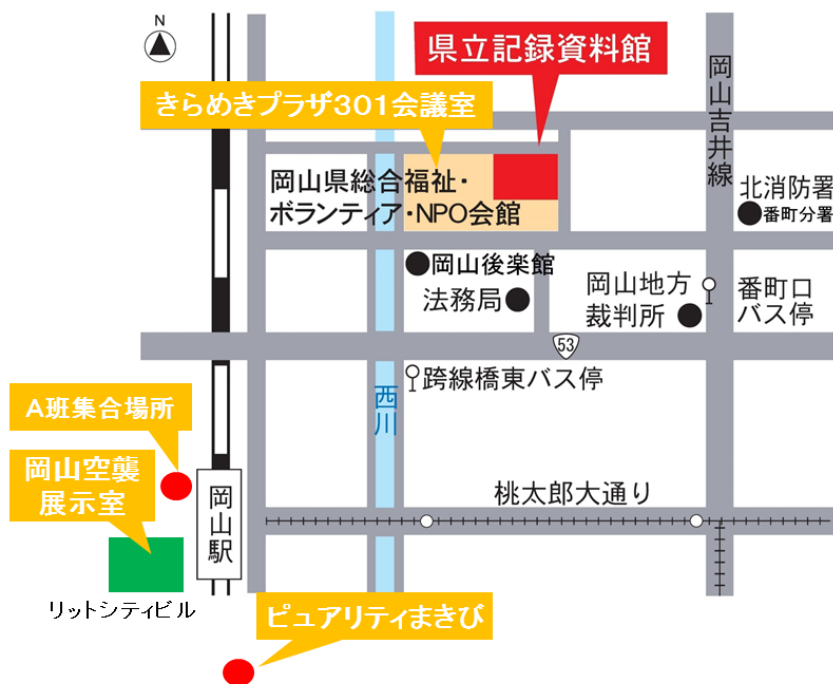 N
県立記録資料館
きらめきプラザ301会議室
岡山吉井線
岡山県総合福祉・
ボランティア・NPO会館
北消防署
番町分署
岡山後楽館
法務局
岡山地方
裁判所
番町口
バス停
53
跨線橋東バス停
西川
A班集合場所
岡山空襲
展示室
岡山駅
桃太郎大通り
リットシティビル
ピュアリティまきび